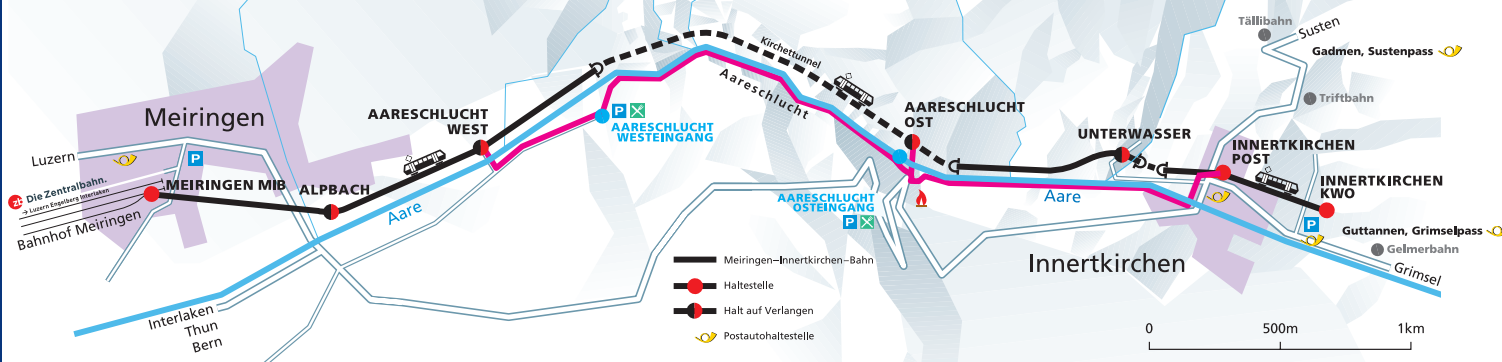 Tällibahn
Susten
Gadmen, Sustenpass
Kirchettunnel
Meiringen
AARESCHLUCHT
WEST
P
AARESCHLUCHT
WESTEINGANG
Aareschlucht
AARESCHLUCHT
OST
Triftbahn
UNTERWASSER
INNERTKIRCHEN
POST
Luzern
P
zb Die Zentralbahn.
→ Luzern Engelberg Interlaken
MEIRINGEN MIB
ALPBACH
INNERTKIRCHEN
KWO
Bahnhof Meiringen
Aare
AARESCHLUCHT
OSTEINGANG
P
Aare
P
Guttannen, Grimselpass
Gelmerbahn
Grimsel
Innertkirchen
Meiringen–Innertkirchen–Bahn
Haltestelle
Halt auf Verlangen
Postautohaltestelle
Interlaken
Thun
Bern
0 500m 1km